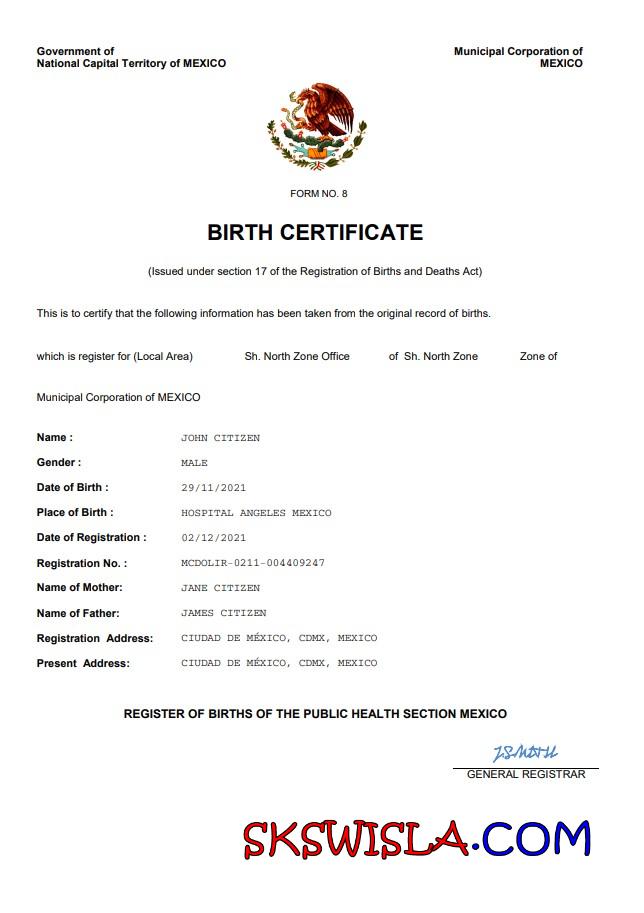 Government of
National Capital Territory of MEXICO
Municipal Corporation of
MEXICO
FORM NO. 8
BIRTH CERTIFICATE
(Issued under section 17 of the Registration of Births and Deaths Act)
This is to certify that the following information has been taken from the original record of births.
which is register for (Local Area) Sh. North Zone Office of Sh. North Zone Zone of
Municipal Corporation of MEXICO
Name : JOHN CITIZEN
Gender : MALE
Date of Birth : 29/11/2021
Place of Birth : HOSPITAL ANGELES MEXICO
Date of Registration : 02/12/2021
Registration No. : MCDOLIR-0211-004409247
Name of Mother: JANE CITIZEN
Name of Father: JAMES CITIZEN
Registration Address: CIUDAD DE MÉXICO, CDMX, MEXICO
Present Address: CIUDAD DE MÉXICO, CDMX, MEXICO
REGISTER OF BIRTHS OF THE PUBLIC HEALTH SECTION MEXICO
GENERAL REGISTRAR
SKSWISLA.COM